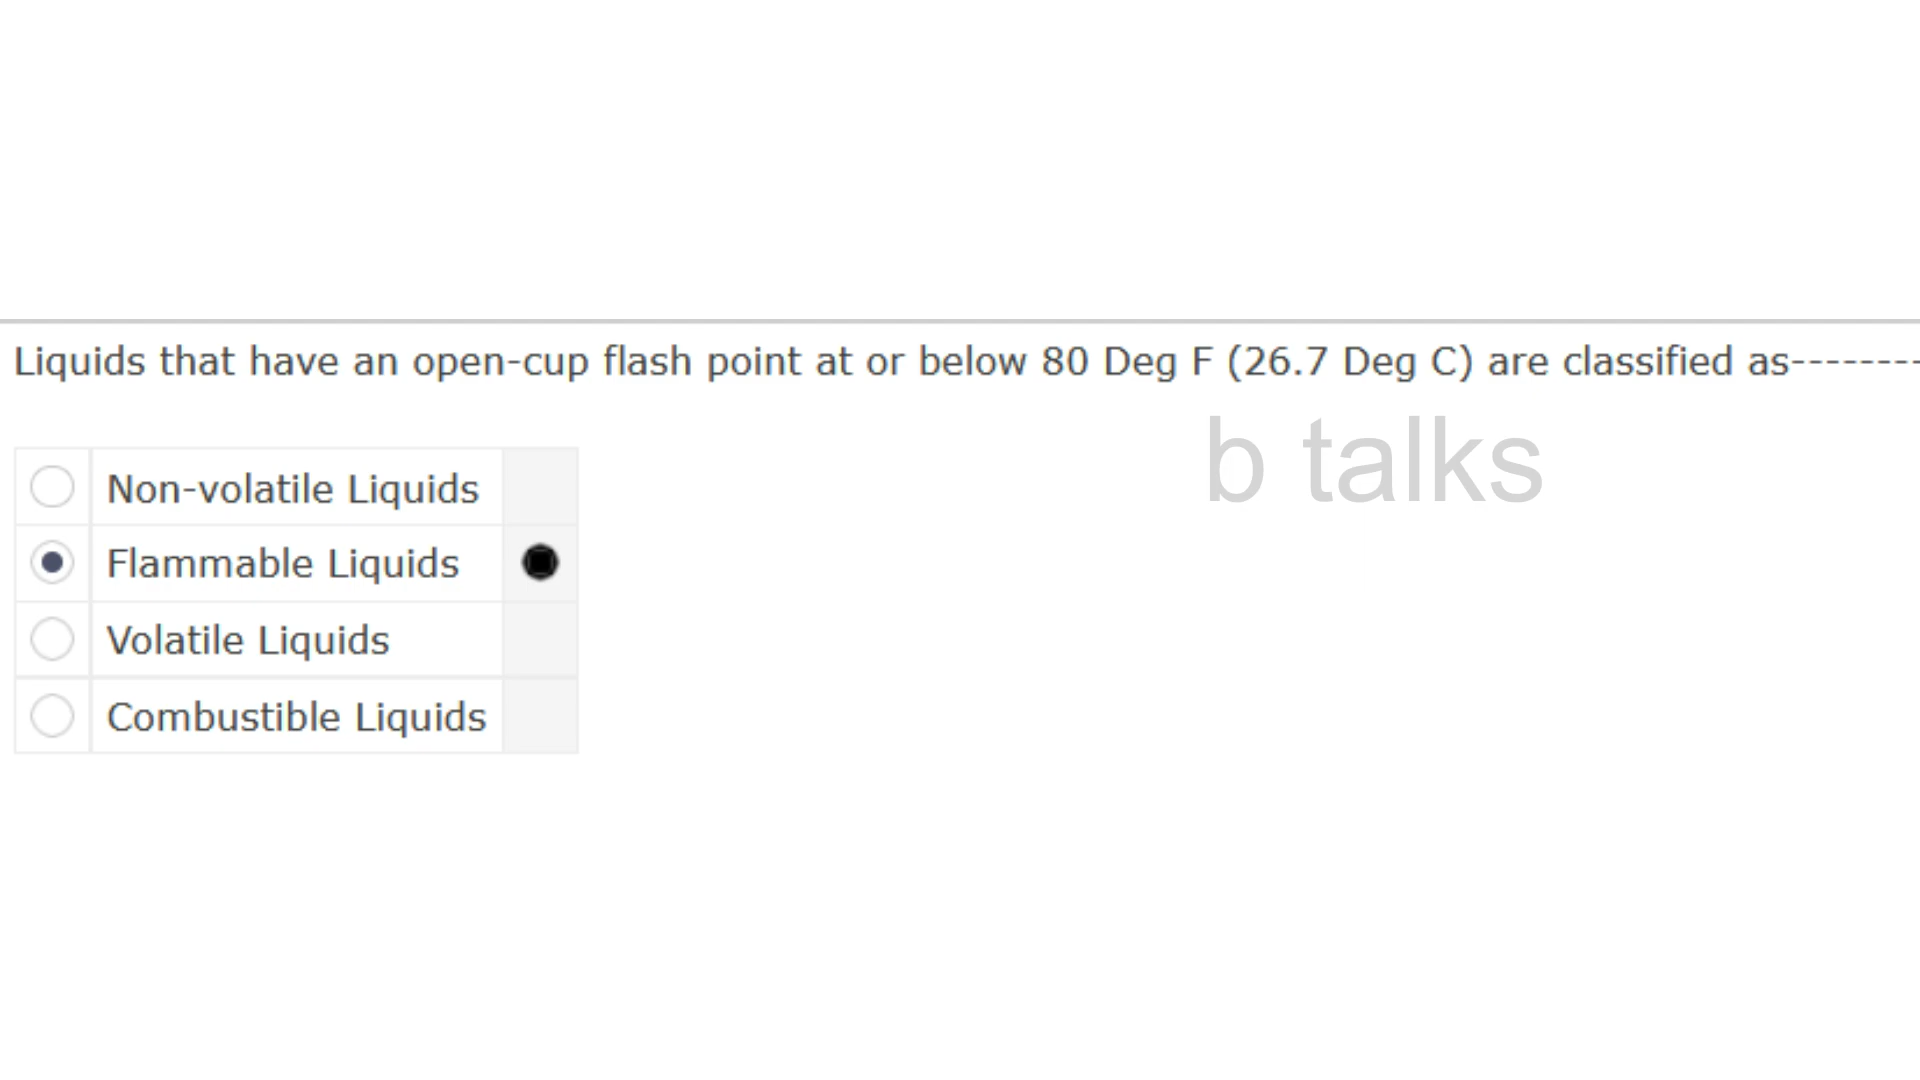 Liquids that have an open-cup flash point at or below 80 Deg F (26.7 Deg C) are classified as--------
b talks
Non-volatile Liquids
Flammable Liquids
Volatile Liquids
Combustible Liquids